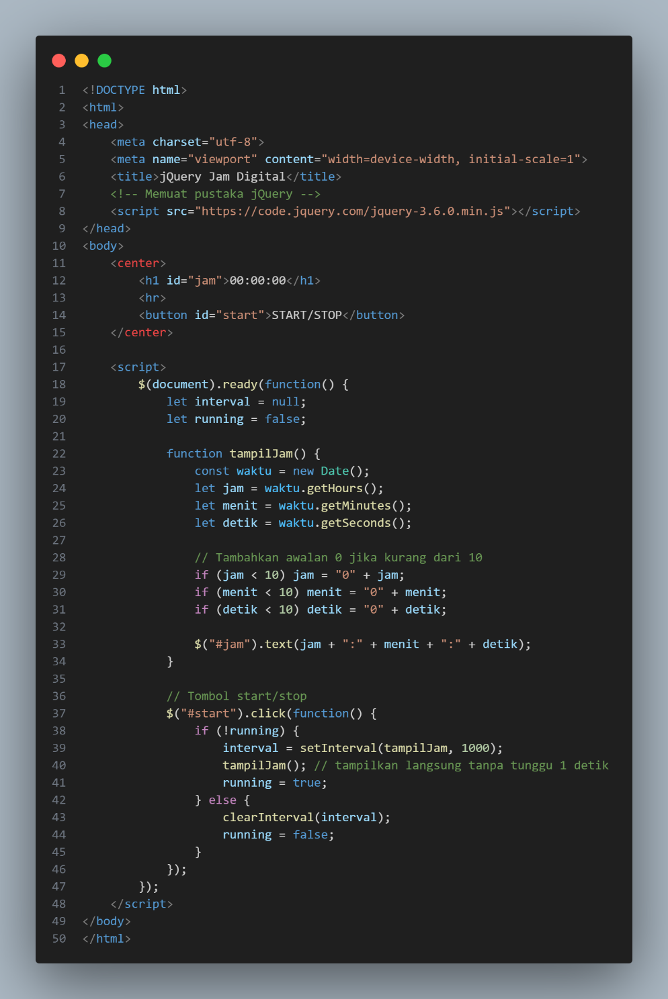 1 <!DOCTYPE html>
2 <html>
3 <head>
4     <meta charset="utf-8">
5     <meta name="viewport" content="width=device-width, initial-scale=1">
6     <title>jQuery Jam Digital</title>
7     <!-- Memuat pustaka jQuery -->
8     <script src="https://code.jquery.com/jquery-3.6.0.min.js"></script>
9 </head>
10 <body>
11     <center>
12         <h1 id="jam">00:00:00</h1>
13         <hr>
14         <button id="start">START/STOP</button>
15     </center>
16
17     <script>
18         $(document).ready(function() {
19             let interval = null;
20             let running = false;
21
22             function tampilJam() {
23                 const waktu = new Date();
24                 let jam = waktu.getHours();
25                 let menit = waktu.getMinutes();
26                 let detik = waktu.getSeconds();
27
28                 // Tambahkan awalan 0 jika kurang dari 10
29                 if (jam < 10) jam = "0" + jam;
30                 if (menit < 10) menit = "0" + menit;
31                 if (detik < 10) detik = "0" + detik;
32
33                 $("#jam").text(jam + ":" + menit + ":" + detik);
34             }
35
36             // Tombol start/stop
37             $("#start").click(function() {
38                 if (!running) {
39                     interval = setInterval(tampilJam, 1000);
40                     tampilJam(); // tampilkan langsung tanpa tunggu 1 detik
41                     running = true;
42                 } else {
43                     clearInterval(interval);
44                     running = false;
45                 }
46             });
47         });
48     </script>
49 </body>
50 </html>